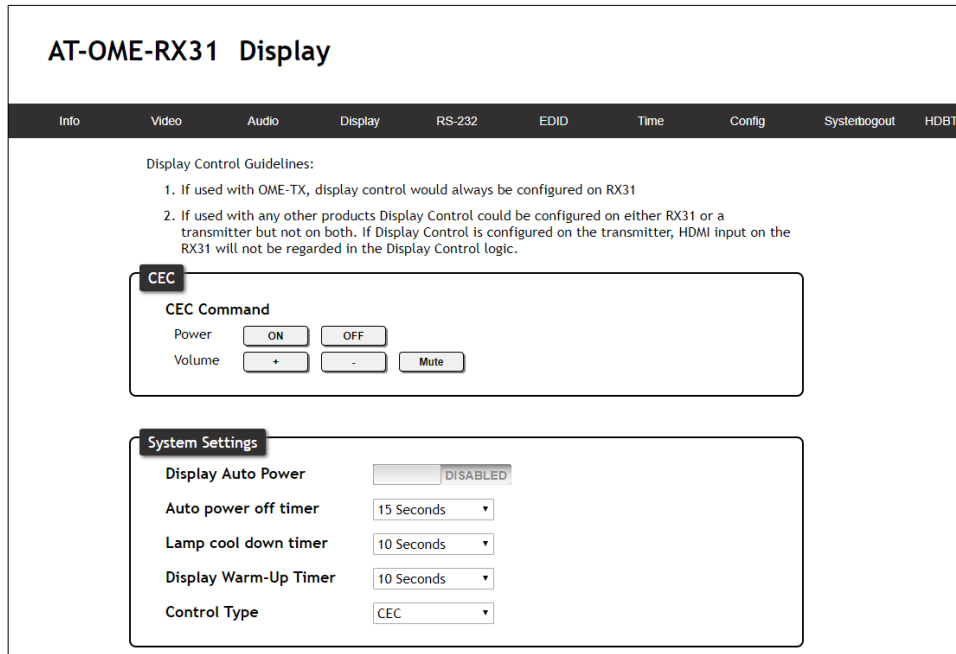 AT-OME-RX31 Display
Info Video Audio Display RS-232 EDID Time Config System Logout HDBT
Display Control Guidelines:
1. If used with OME-TX, display control would always be configured on RX31
2. If used with any other products Display Control could be configured on either RX31 or a
transmitter but not on both. If Display Control is configured on the transmitter, HDMI input on the
RX31 will not be regarded in the Display Control logic.
CEC
CEC Command
Power ON OFF
Volume + - Mute
System Settings
Display Auto Power DISABLED
Auto power off timer 15 Seconds
Lamp cool down timer 10 Seconds
Display Warm-Up Timer 10 Seconds
Control Type CEC